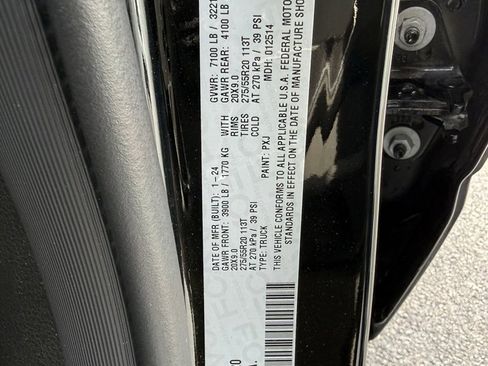 DATE OF MFR (BUILT): 1-24 GVWR: 7100 LB / 322
GAWR FRONT: 3900 LB / 1770 KG WITH GAWR REAR: 4100 LB
20X9.0 RIMS 20X9.0
275/55R20 113T TIRES 275/55R20 113T
AT 270 kPa / 39 PSI COLD AT 270 kPa / 39 PSI
TYPE: TRUCK PAINT: PXJ MDH: 012514
THIS VEHICLE CONFORMS TO ALL APPLICABLE U.S.A. FEDERAL MOTOR
STANDARDS IN EFFECT ON THE DATE OF MANUFACTURE SHOW